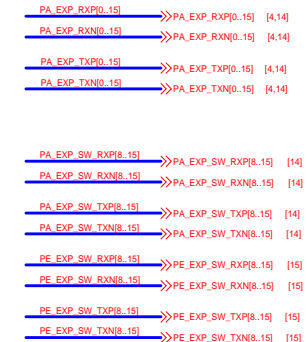 PA_EXP_RXP[0..15] PA_EXP_RXP[0..15] [4,14]
PA_EXP_RXN[0..15] PA_EXP_RXN[0..15] [4,14]
PA_EXP_TXP[0..15] PA_EXP_TXP[0..15] [4,14]
PA_EXP_TXN[0..15] PA_EXP_TXN[0..15] [4,14]
PA_EXP_SW_RXP[8..15] PA_EXP_SW_RXP[8..15] [14]
PA_EXP_SW_RXN[8..15] PA_EXP_SW_RXN[8..15] [14]
PA_EXP_SW_TXP[8..15] PA_EXP_SW_TXP[8..15] [14]
PA_EXP_SW_TXN[8..15] PA_EXP_SW_TXN[8..15] [14]
PE_EXP_SW_RXP[8..15] PE_EXP_SW_RXP[8..15] [15]
PE_EXP_SW_RXN[8..15] PE_EXP_SW_RXN[8..15] [15]
PE_EXP_SW_TXP[8..15] PE_EXP_SW_TXP[8..15] [15]
PE_EXP_SW_TXN[8..15] PE_EXP_SW_TXN[8..15] [15]